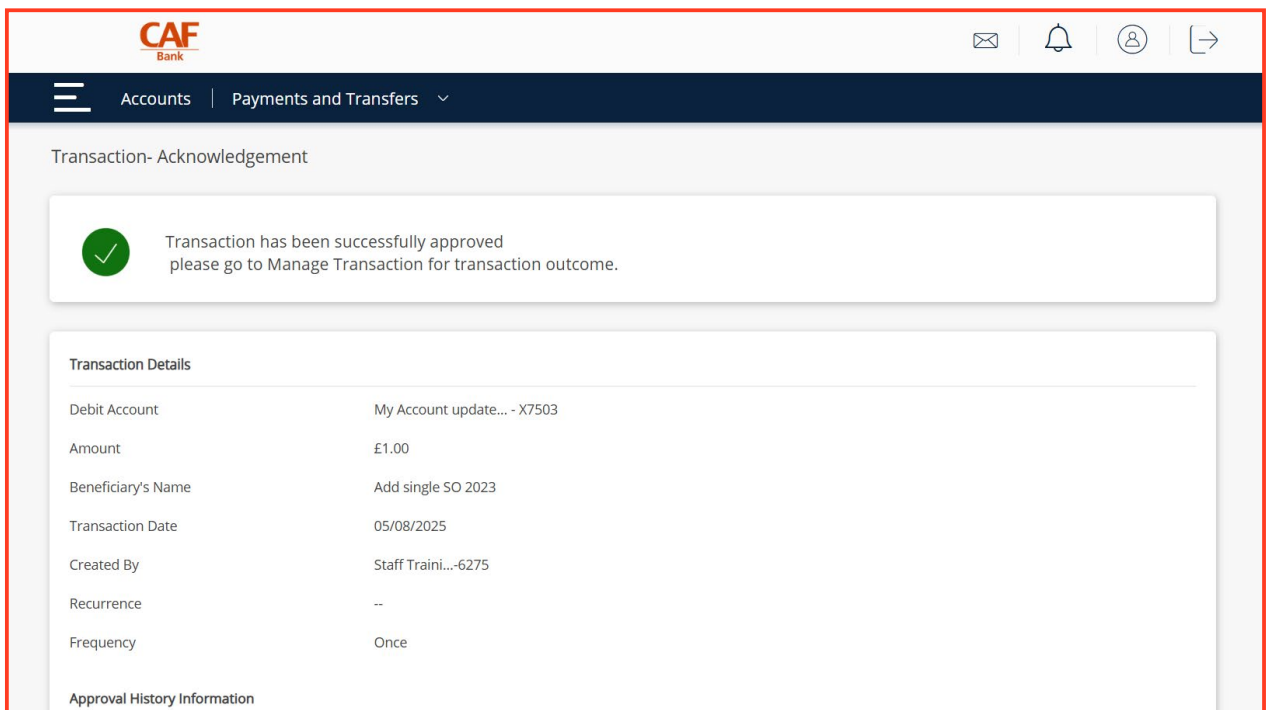 CAF
Bank
Accounts Payments and Transfers
Transaction- Acknowledgement
Transaction has been successfully approved
please go to Manage Transaction for transaction outcome.
Transaction Details
Debit Account My Account update... - X7503
Amount £1.00
Beneficiary's Name Add single SO 2023
Transaction Date 05/08/2025
Created By Staff Traini...-6275
Recurrence --
Frequency Once
Approval History Information